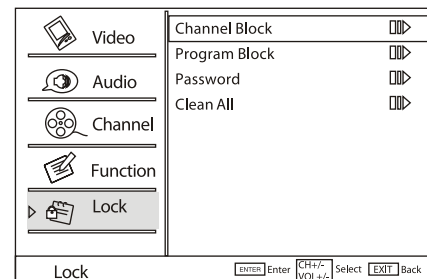 Video
Audio
Channel
Function
Lock
Channel Block
Program Block
Password
Clean All
Lock
ENTER Enter CH+/- VOL+/- Select EXIT Back